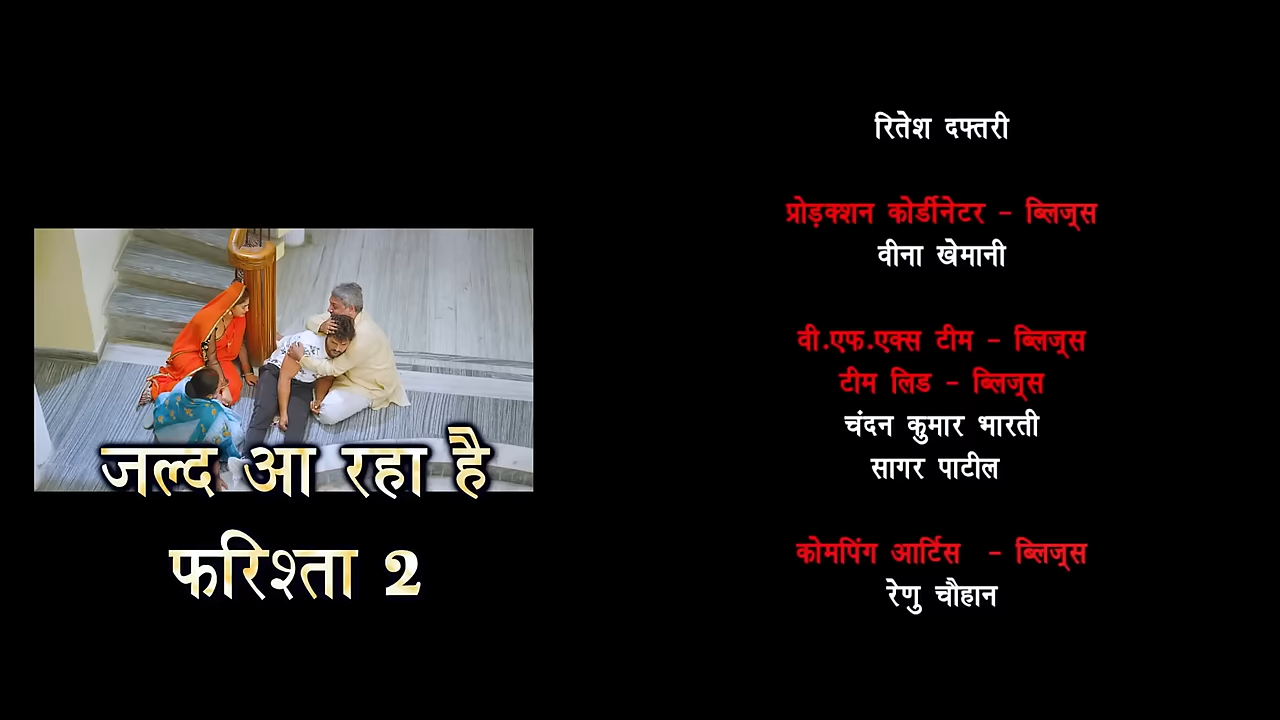 जल्द आ रहा है
फरिश्ता 2
रितेश दफ्तरी
प्रोड़क्शन कोर्डीनेटर - ब्लिज्स
वीना खेमानी
वी.एफ.एक्स टीम - ब्लिज्स
टीम लिड - ब्लिज्स
चंदन कुमार भारती
सागर पाटील
कोमपिंग आर्टिस - ब्लिज्स
रेणु चौहान